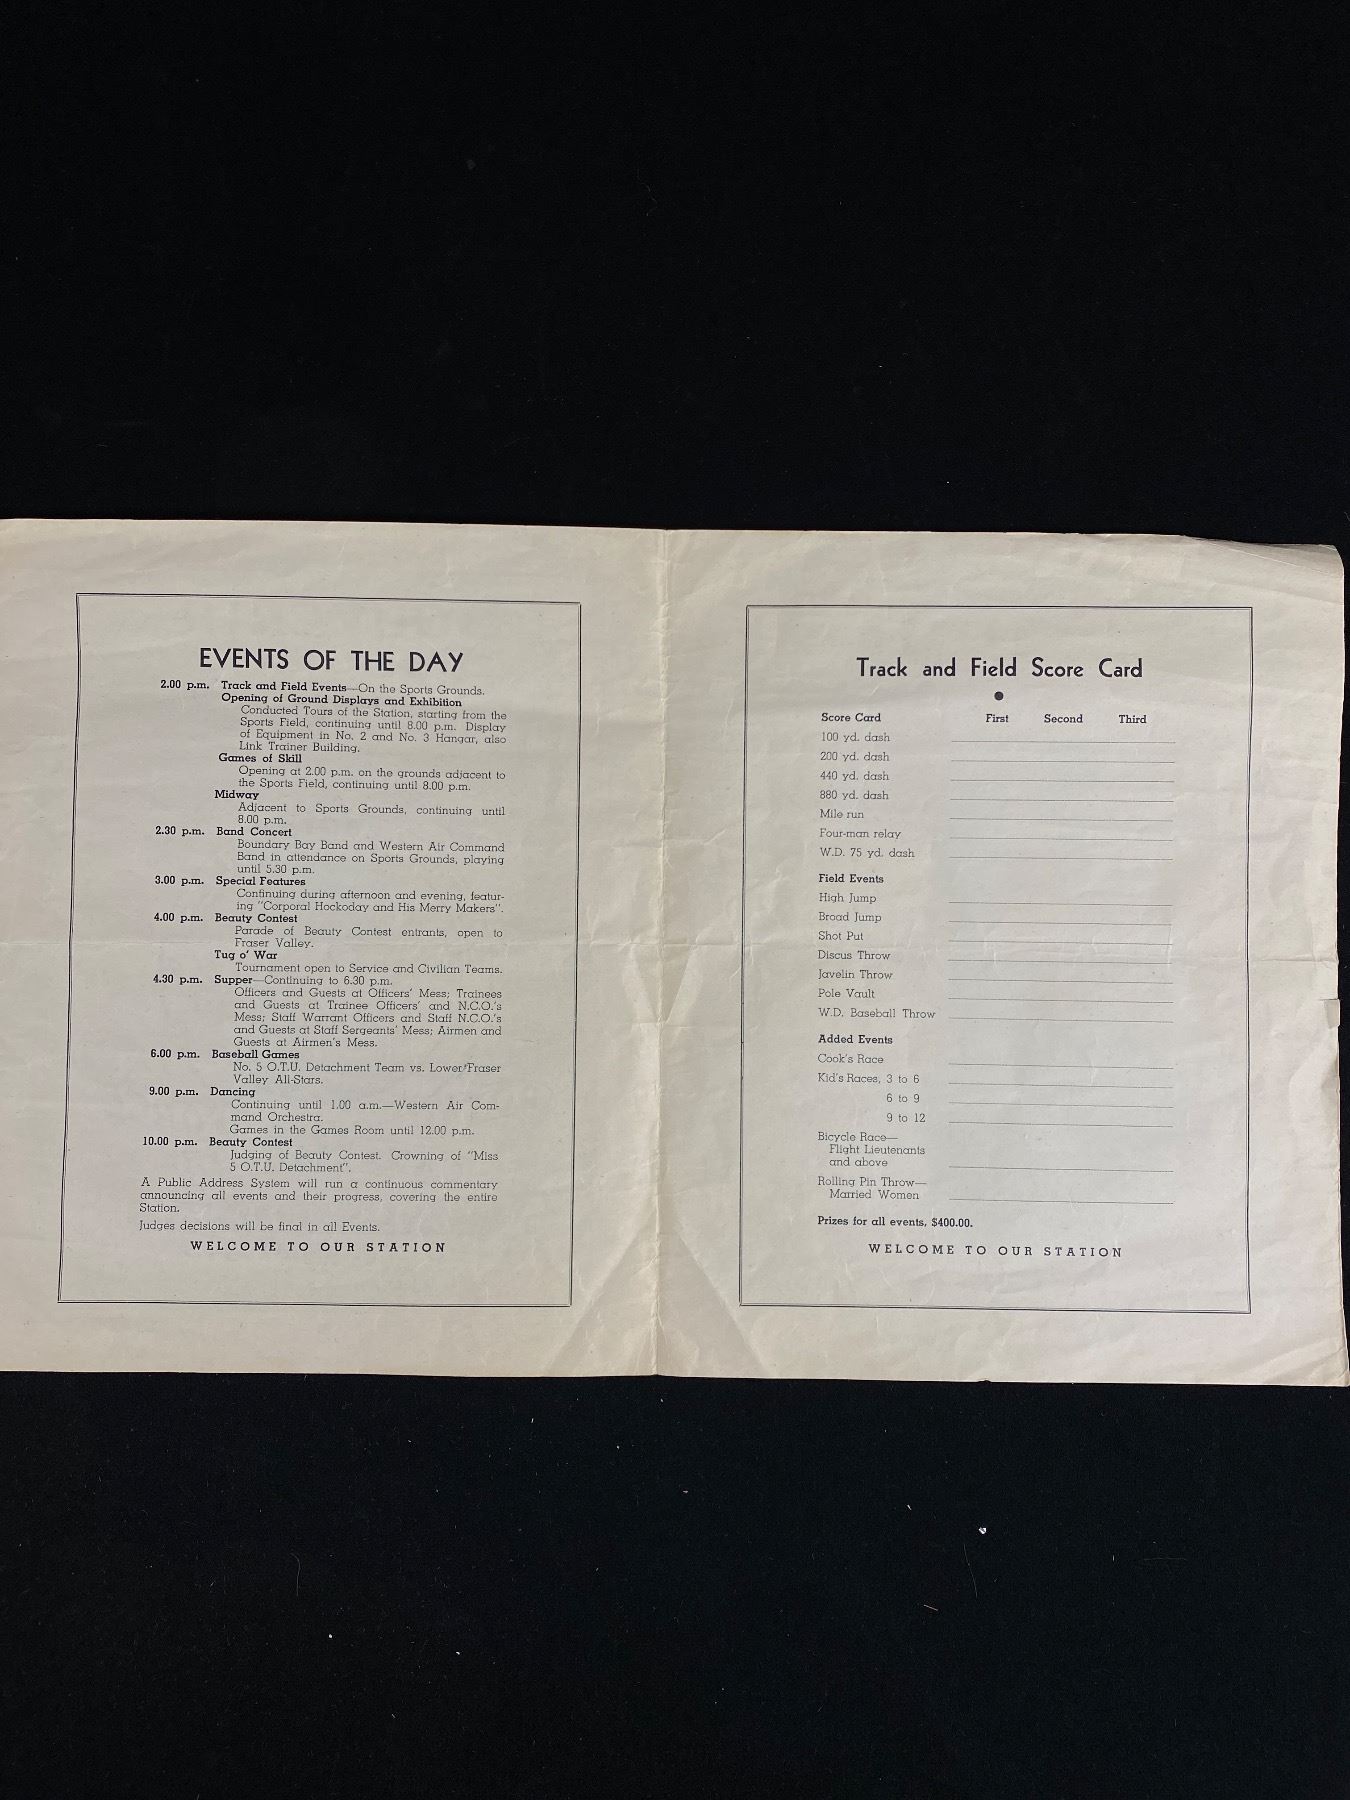 EVENTS OF THE DAY
2.00 p.m. Track and Field Events—On the Sports Grounds.
Opening of Ground Displays and Exhibition
Conducted Tours of the Station, starting from the
Sports Field, continuing until 8.00 p.m. Display
of Equipment in No. 2 and No. 3 Hangar, also
Link Trainer Building.
Games of Skill
Opening at 2.00 p.m. on the grounds adjacent to
the Sports Field, continuing until 8.00 p.m.
Midway
Adjacent to Sports Grounds, continuing until
8.00 p.m.
2.30 p.m. Band Concert
Boundary Bay Band and Western Air Command
Band in attendance on Sports Grounds, playing
until 5.30 p.m.
3.00 p.m. Special Features
Continuing during afternoon and evening, featur-
ing "Corporal Hockoday and His Merry Makers".
4.00 p.m. Beauty Contest
Parade of Beauty Contest entrants, open to
Fraser Valley.
Tug o' War
Tournament open to Service and Civilian Teams.
4.30 p.m. Supper—Continuing to 6.30 p.m.
Officers and Guests at Officers' Mess; Trainees
and Guests at Trainee Officers' and N.C.O.'s
Mess; Staff Warrant Officers and Staff N.C.O.'s
and Guests at Staff Sergeants' Mess; Airmen and
Guests at Airmen's Mess.
6.00 p.m. Baseball Games
No. 5 O.T.U. Detachment Team vs. Lower Fraser
Valley All-Stars.
9.00 p.m. Dancing
Continuing until 1.00 a.m.—Western Air Com-
mand Orchestra.
Games in the Games Room until 12.00 p.m.
10.00 p.m. Beauty Contest
Judging of Beauty Contest. Crowning of "Miss
5 O.T.U. Detachment".
A Public Address System will run a continuous commentary
announcing all events and their progress, covering the entire
Station.
Judges decisions will be final in all Events.
WELCOME TO OUR STATION
Track and Field Score Card
Score Card First Second Third
100 yd. dash
200 yd. dash
440 yd. dash
880 yd. dash
Mile run
Four-man relay
W.D. 75 yd. dash
Field Events
High Jump
Broad Jump
Shot Put
Discus Throw
Javelin Throw
Pole Vault
W.D. Baseball Throw
Added Events
Cook's Race
Kid's Races, 3 to 6
6 to 9
9 to 12
Bicycle Race—
Flight Lieutenants
and above
Rolling Pin Throw—
Married Women
Prizes for all events, $400.00.
WELCOME TO OUR STATION